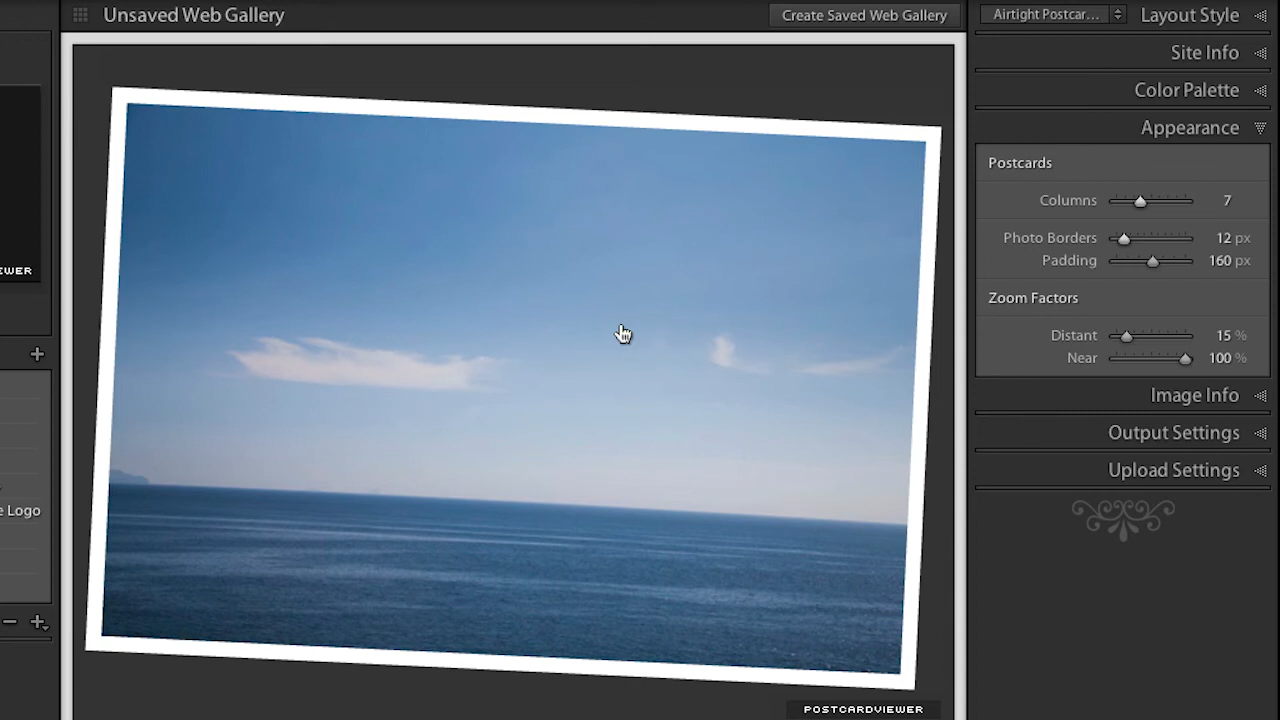 Unsaved Web Gallery
Create Saved Web Gallery
Airtight Postcar...
Layout Style
Site Info
Color Palette
Appearance
Postcards
Columns 7
Photo Borders 12 px
Padding 160 px
Zoom Factors
Distant 15 %
Near 100 %
Image Info
Output Settings
Upload Settings
EWER
e Logo
POSTCARDVIEWER